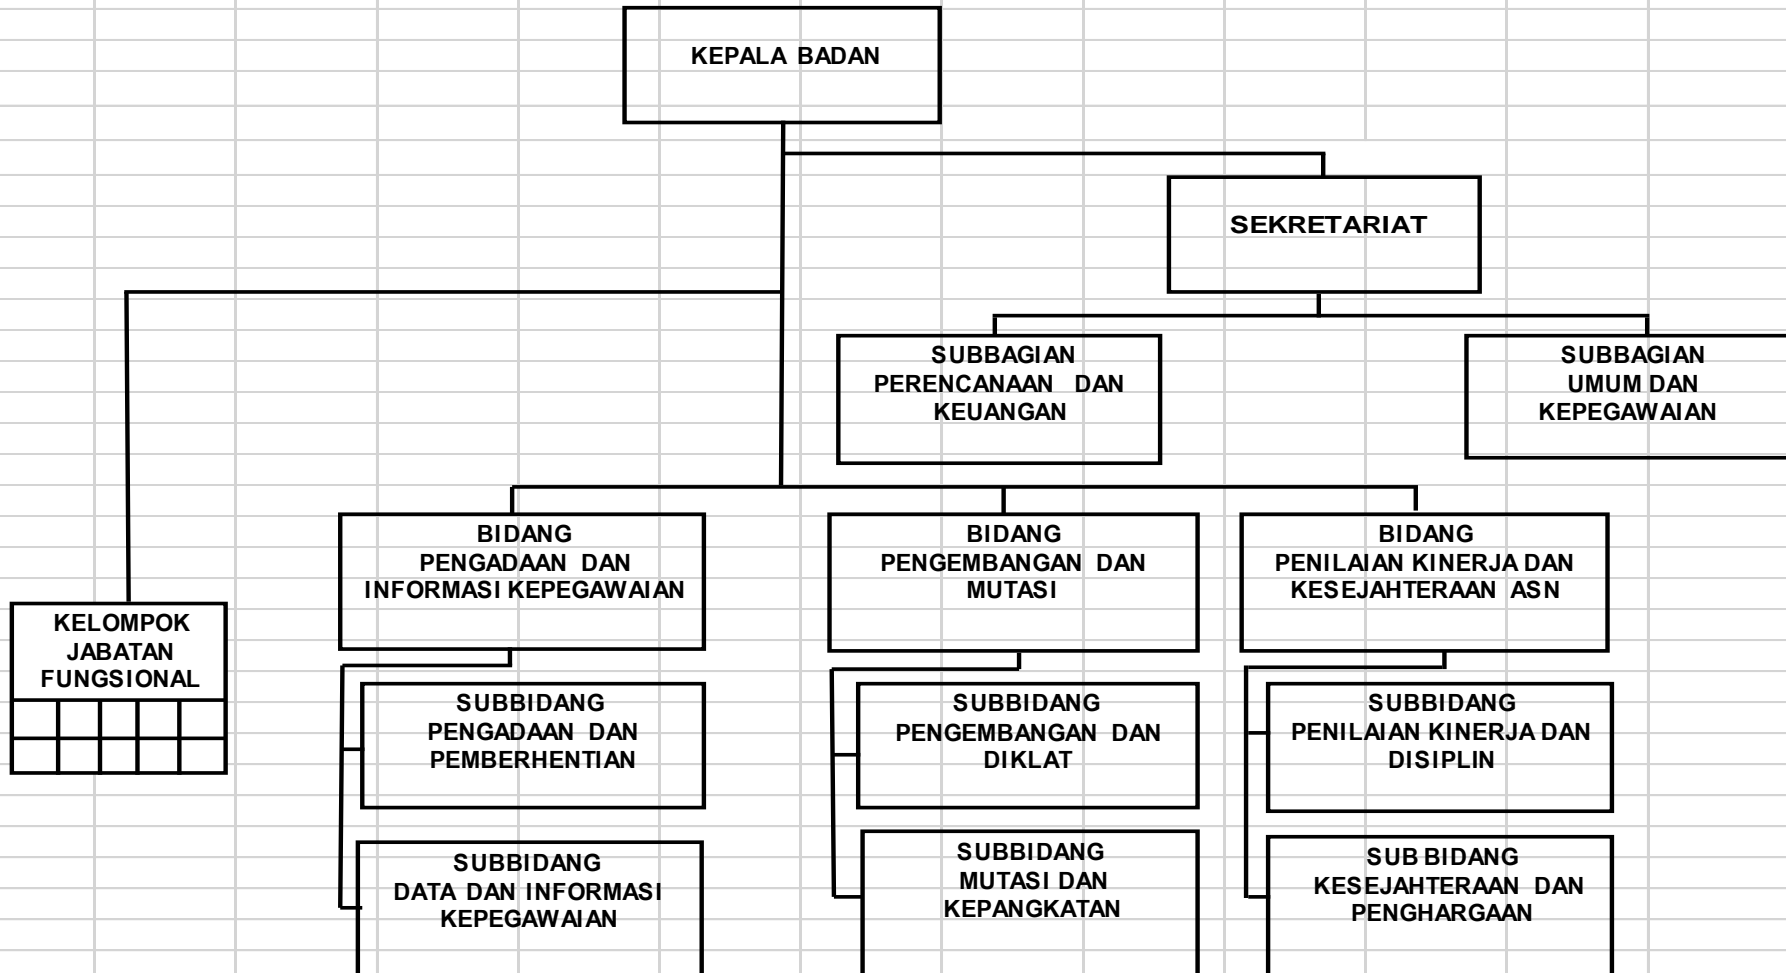 KEPALA BADAN
SEKRETARIAT
SUBBAGIAN
PERENCANAAN DAN
KEUANGAN
SUBBAGIAN
UMUM DAN
KEPEGAWAIAN
BIDANG
PENGADAAN DAN
INFORMASI KEPEGAWAIAN
BIDANG
PENGEMBANGAN DAN
MUTASI
BIDANG
PENILAIAN KINERJA DAN
KESEJAHTERAAN ASN
KELOMPOK
JABATAN
FUNGSIONAL
SUBBIDANG
PENGADAAN DAN
PEMBERHENTIAN
SUBBIDANG
PENGEMBANGAN DAN
DIKLAT
SUBBIDANG
PENILAIAN KINERJA DAN
DISIPLIN
SUBBIDANG
DATA DAN INFORMASI
KEPEGAWAIAN
SUBBIDANG
MUTASI DAN
KEPANGKATAN
SUB BIDANG
KESEJAHTERAAN DAN
PENGHARGAAN